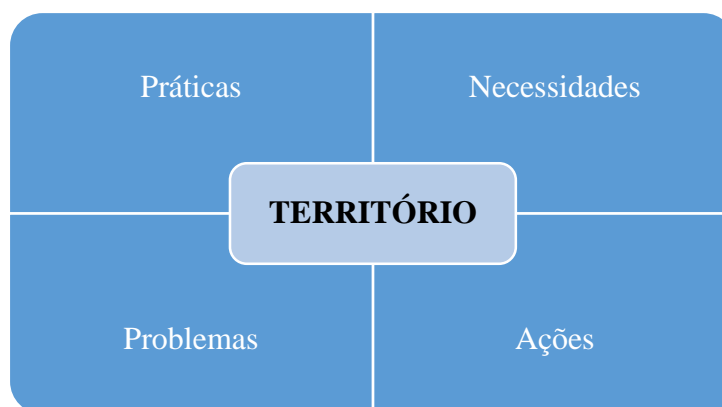 Práticas
Necessidades
TERRITÓRIO
Problemas
Ações